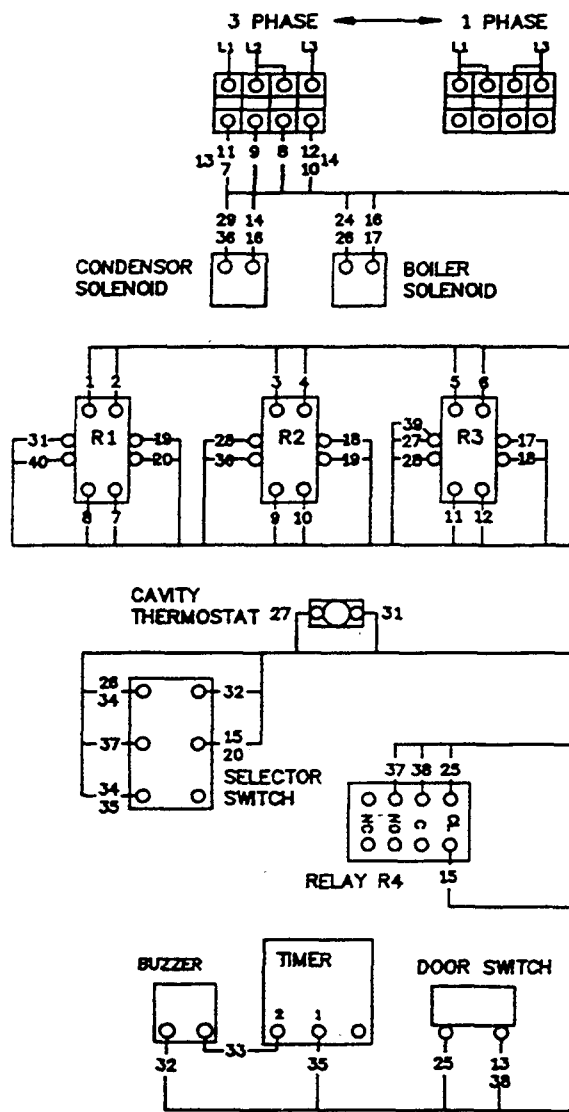 3 PHASE 1 PHASE
L1 L2 L3 L1 L3
11 9 8 12
13 14
7 10
29 14 24 16
36 16 26 17
CONDENSOR
SOLENOID
BOILER
SOLENOID
1 2 3 4 5 6
31 R1 19
40 20
28 R2 18
36 19
39
27 R3 17
28 18
8 7 9 10 11 12
CAVITY
THERMOSTAT
27 31
26
34
32
37
15
20
34
35
SELECTOR
SWITCH
37 38 25
NC NO C
RELAY R4
15
BUZZER TIMER DOOR SWITCH
2 1
33
32 35 25 13
38